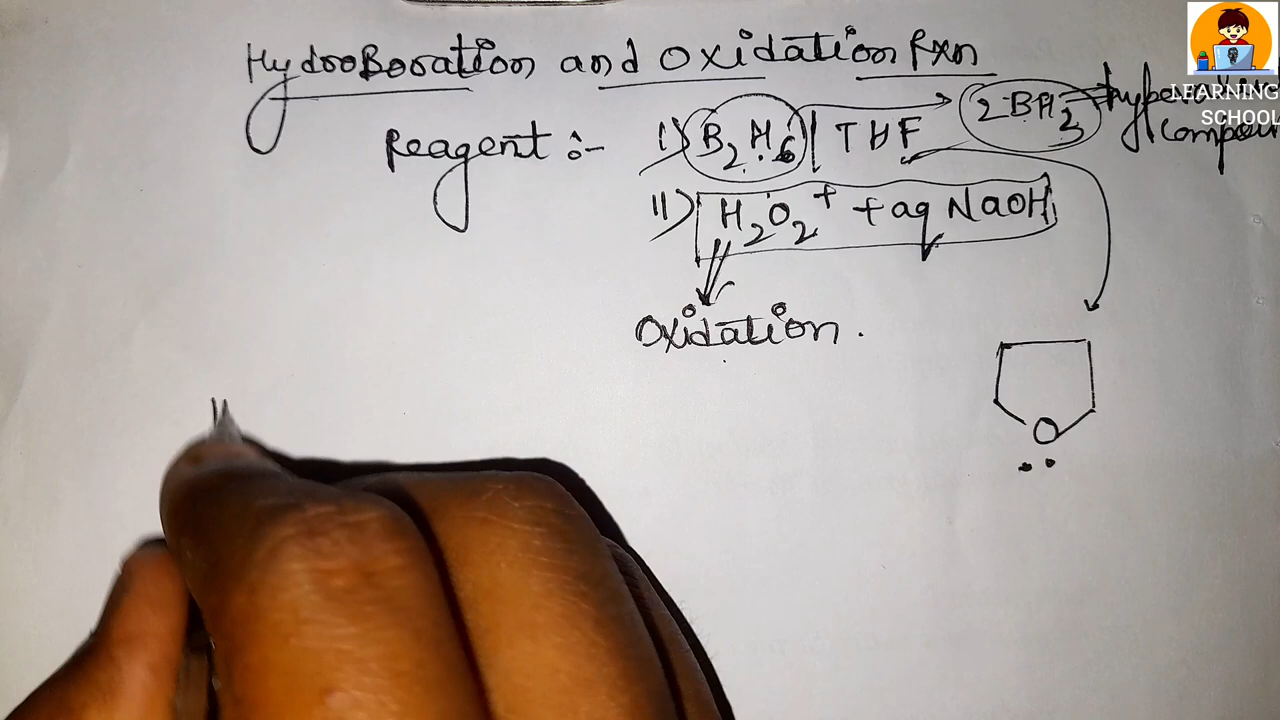 HydroBoration and Oxidation Rxn
Reagent :- I) B2H6 | THF 2BH3
II) H2O2 + aq NaOH
Oxidation.
O
LEARNING
SCHOOL